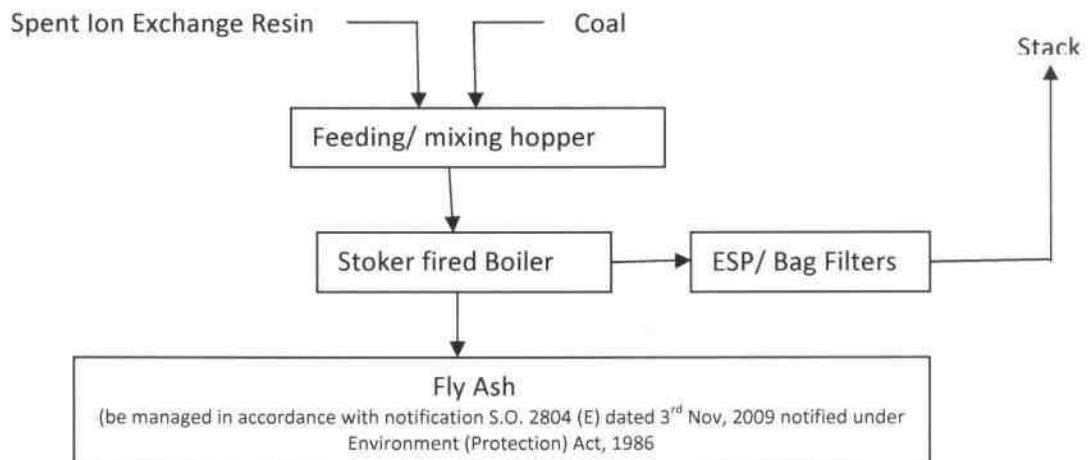 Spent Ion Exchange Resin
Coal
Stack
Feeding/ mixing hopper
Stoker fired Boiler
ESP/ Bag Filters
Fly Ash
(be managed in accordance with notification S.O. 2804 (E) dated 3rd Nov, 2009 notified under
Environment (Protection) Act, 1986